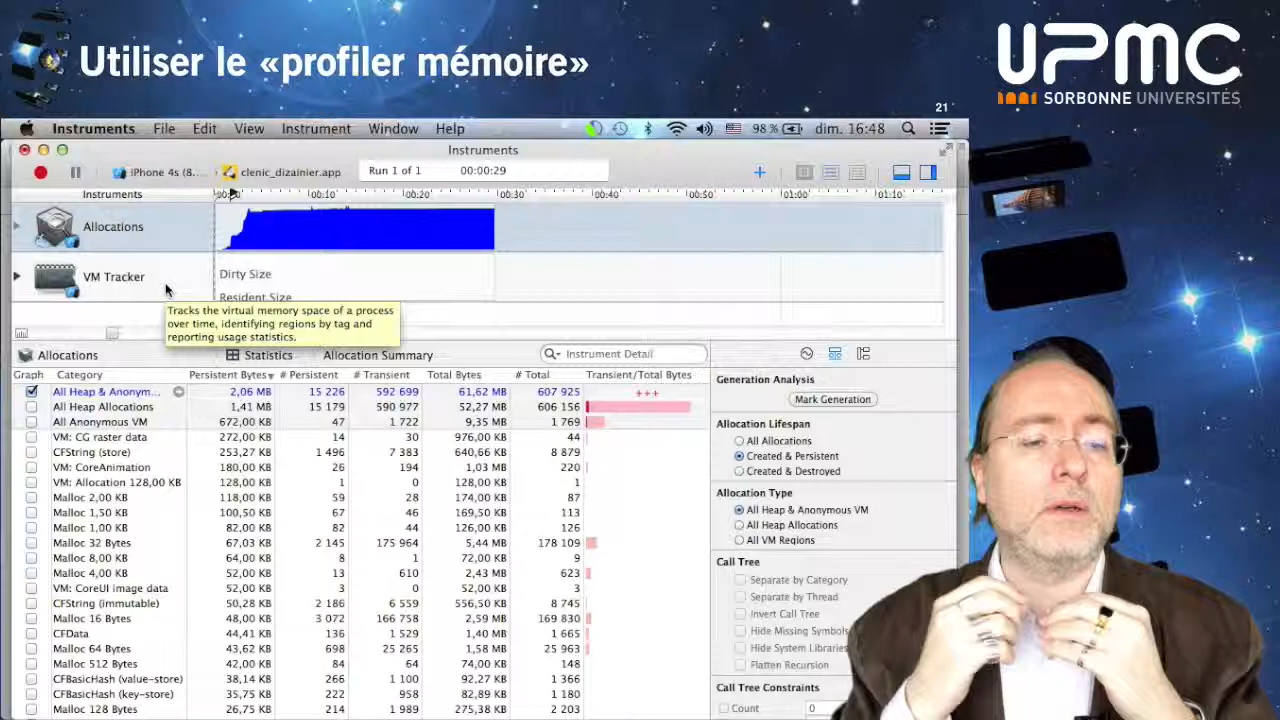 Utiliser le «profiler mémoire»
UPMC
SORBONNE UNIVERSITÉS
21
Instruments File Edit View Instrument Window Help 98 % dim. 16:48
Instruments
iPhone 4s (8.... clenic_dizainier.app Run 1 of 1 00:00:29
Instruments 00:10 00:20 00:30 00:40 00:50 01:00 01:10
Allocations
VM Tracker Dirty Size
Resident Size
Tracks the virtual memory space of a process
over time, identifying regions by tag and
reporting usage statistics.
Allocations Statistics Allocation Summary Instrument Detail
Graph Category Persistent Bytes # Persistent # Transient Total Bytes # Total Transient/Total Bytes
All Heap & Anonym... 2,06 MB 15 226 592 699 61,62 MB 607 925 +++
All Heap Allocations 1,41 MB 15 179 590 977 52,27 MB 606 156
All Anonymous VM 672,00 KB 47 1 722 9,35 MB 1 769
VM: CG raster data 272,00 KB 14 30 976,00 KB 44
CFString (store) 253,27 KB 1 496 7 383 640,66 KB 8 879
VM: CoreAnimation 180,00 KB 26 194 1,03 MB 220
VM: Allocation 128,00 KB 128,00 KB 1 0 128,00 KB 1
Malloc 2,00 KB 118,00 KB 59 28 174,00 KB 87
Malloc 1,50 KB 100,50 KB 67 46 169,50 KB 113
Malloc 1,00 KB 82,00 KB 82 44 126,00 KB 126
Malloc 32 Bytes 67,03 KB 2 145 175 964 5,44 MB 178 109
Malloc 8,00 KB 64,00 KB 8 1 72,00 KB 9
Malloc 4,00 KB 52,00 KB 13 610 2,43 MB 623
VM: CoreUI image data 52,00 KB 3 0 52,00 KB 3
CFString (immutable) 50,28 KB 2 186 6 559 556,50 KB 8 745
Malloc 16 Bytes 48,00 KB 3 072 166 758 2,59 MB 169 830
CFData 44,41 KB 136 1 529 1,40 MB 1 665
Malloc 64 Bytes 43,62 KB 698 25 265 1,58 MB 25 963
Malloc 512 Bytes 42,00 KB 84 64 74,00 KB 148
CFBasicHash (value-store) 38,14 KB 266 1 100 92,27 KB 1 366
CFBasicHash (key-store) 35,75 KB 222 958 82,89 KB 1 180
Malloc 128 Bytes 26,75 KB 214 1 989 275,38 KB 2 203
Generation Analysis
Mark Generation
Allocation Lifespan
All Allocations
Created & Persistent
Created & Destroyed
Allocation Type
All Heap & Anonymous VM
All Heap Allocations
All VM Regions
Call Tree
Separate by Category
Separate by Thread
Invert Call Tree
Hide Missing Symbols
Hide System Libraries
Flatten Recursion
Call Tree Constraints
Count 0